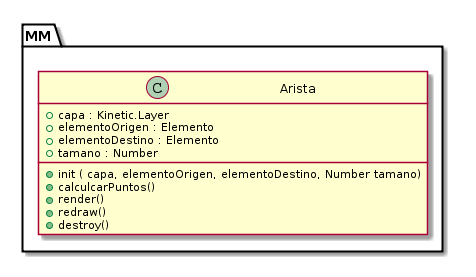 MM
C Arista
capa : Kinetic.Layer
elementoOrigen : Elemento
elementoDestino : Elemento
tamano : Number
init ( capa, elementoOrigen, elementoDestino, Number tamano)
calculcarPuntos()
render()
redraw()
destroy()